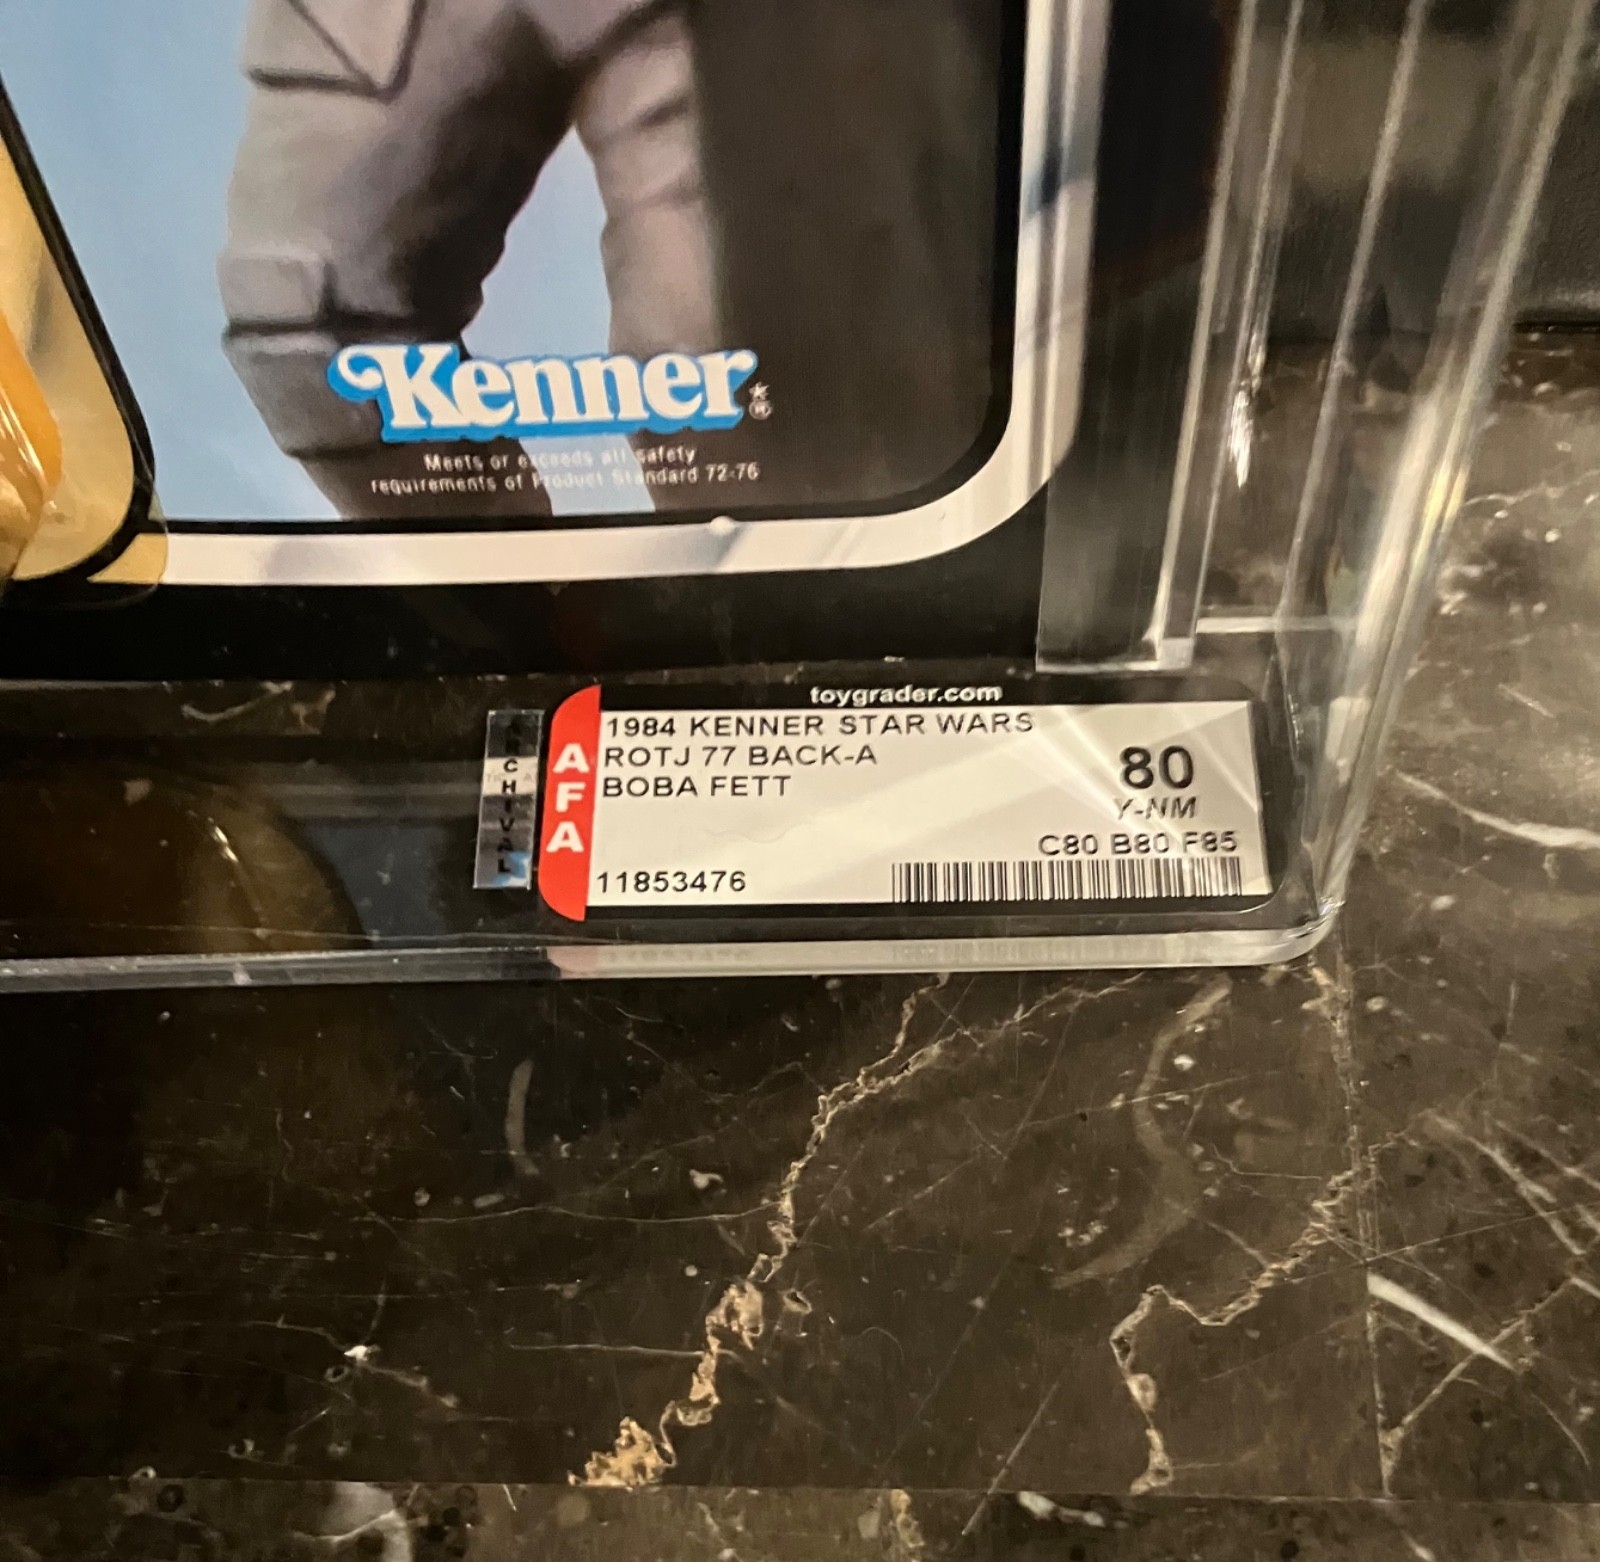 Kenner
Meets or exceeds all safety
requirements of Product Standard 72-76
toygrader.com
ARCHIVAL
AFA
1984 KENNER STAR WARS
ROTJ 77 BACK-A
BOBA FETT
80
Y-NM
C80 B80 F85
11853476